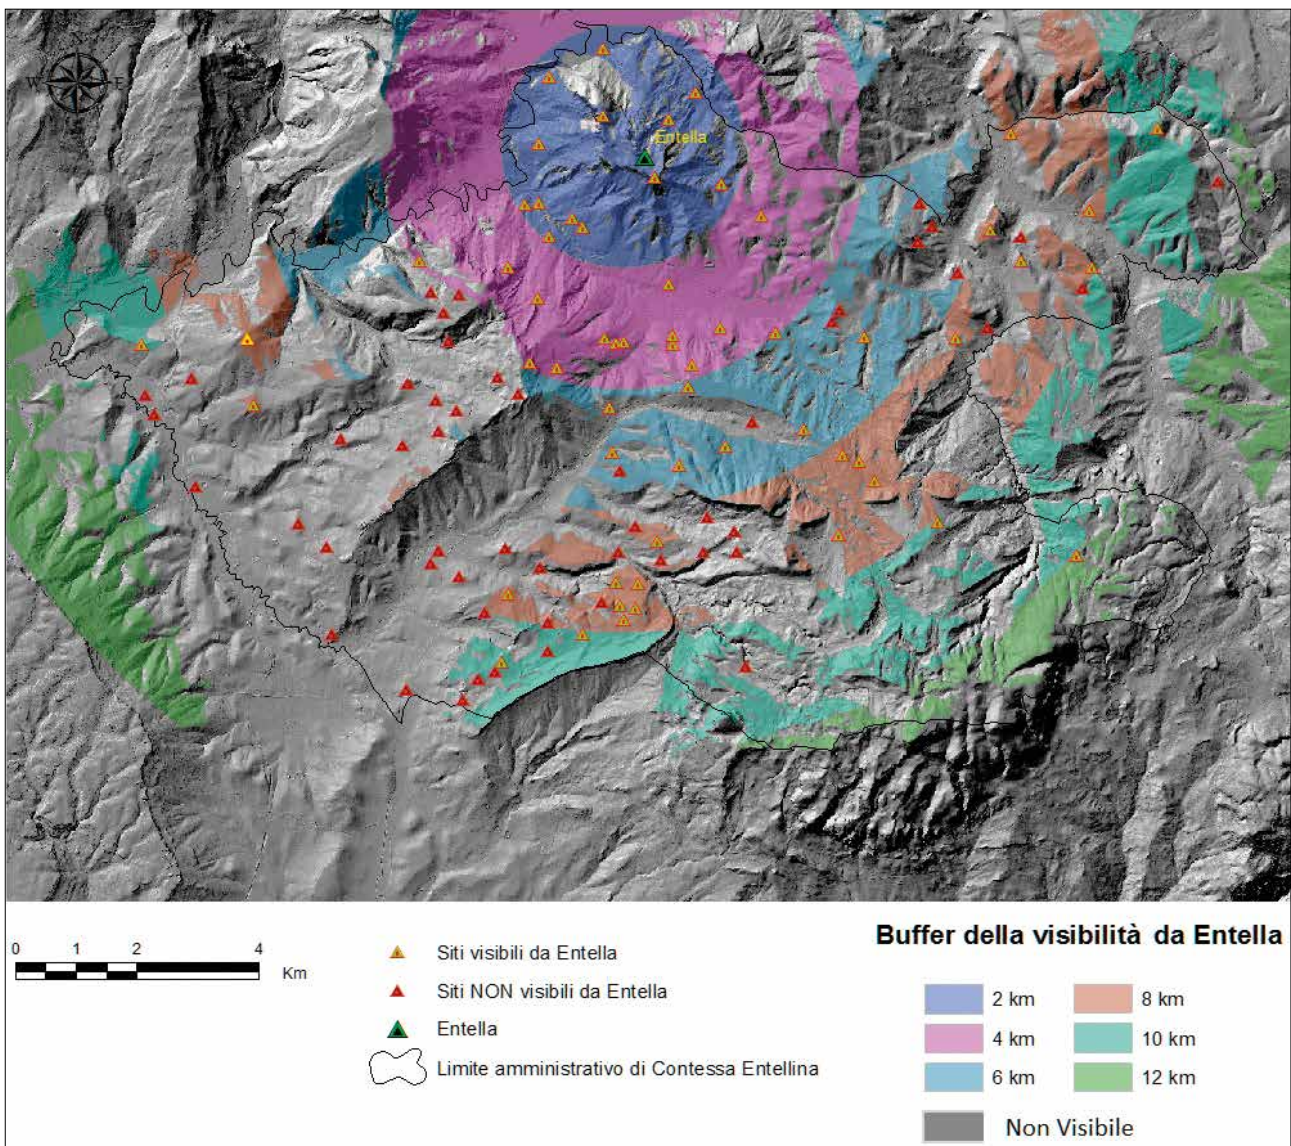 W E
Entella
0 1 2 4
Km
Siti visibili da Entella
Siti NON visibili da Entella
Entella
Limite amministrativo di Contessa Entellina
Buffer della visibilità da Entella
2 km 8 km
4 km 10 km
6 km 12 km
Non Visibile